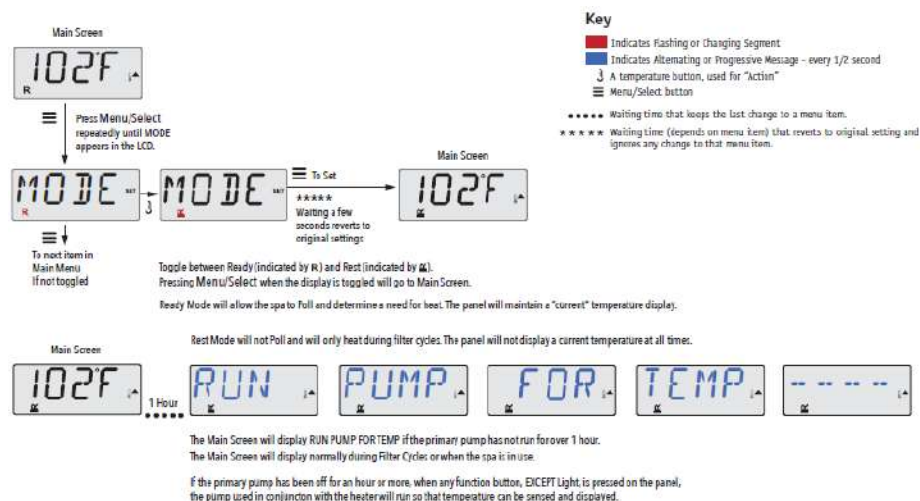 Key
Indicates Flashing or Changing Segment
Indicates Alternating or Progressive Message - every 1/2 second
A temperature button, used for "Action"
Menu/Select button
Waiting time that keeps the last change to a menu item.
***** Waiting time (depends on menu item) that reverts to original setting and
ignores any change to that menu item.
Main Screen
102°F
R
Press Menu/Select
repeatedly until MODE
appears in the LCD.
MODE SET
R
MODE SET
To Set
*****
Waiting a few
seconds reverts to
original settings
Main Screen
102°F
To next item in
Main Menu
If not toggled
Toggle between Ready (indicated by R) and Rest (indicated by ).
Pressing Menu/Select when the display is toggled will go to Main Screen.
Ready Mode will allow the spa to Poll and determine a need for heat. The panel will maintain a "current" temperature display.
Rest Mode will not Poll and will only heat during filter cycles. The panel will not display a current temperature at all times.
Main Screen
102°F
1 Hour
RUN
PUMP
FOR
TEMP
----
The Main Screen will display RUN PUMP FOR TEMP if the primary pump has not run for over 1 hour.
The Main Screen will display normally during Filter Cycles or when the spa is in use.
If the primary pump has been off for an hour or more, when any function button, EXCEPT Light, is pressed on the panel,
the pump used in conjuncton with the heater will run so that temperature can be sensed and displayed.